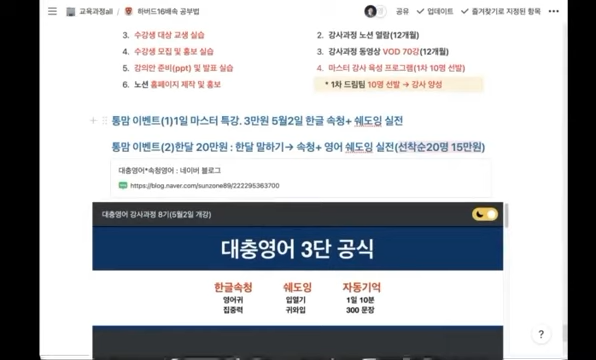 교육과정all / 하버드16배속 공부법
공유 업데이트 즐겨찾기로 지정된 항목
3. 수강생 대상 교생 실습
4. 수강생 모집 및 홍보 실습
5. 강의안 준비(ppt) 및 발표 실습
6. 노션 홈페이지 제작 및 홍보
2. 강사과정 노션 열람(12개월)
3. 강사과정 동영상 VOD 70강(12개월)
4. 마스터 강사 육성 프로그램(1차 10명 선발)
* 1차 드림팀 10명 선발 → 강사 양성
통맘 이벤트(1)1일 마스터 특강. 3만원 5월2일 한글 속청+ 쉐도잉 실전
통맘 이벤트(2)한달 20만원 : 한달 말하기→ 속청+ 영어 쉐도잉 실전(선착순20명 15만원)
대충영어*속청영어 : 네이버 블로그
https://blog.naver.com/sunzone89/222295363700
대충영어 강사과정 8기(5월2일 개강)
대충영어 3단 공식
한글속청 쉐도잉 자동기억
영어귀 입열기 1일 10분
집중력 귀와입 300 문장
?